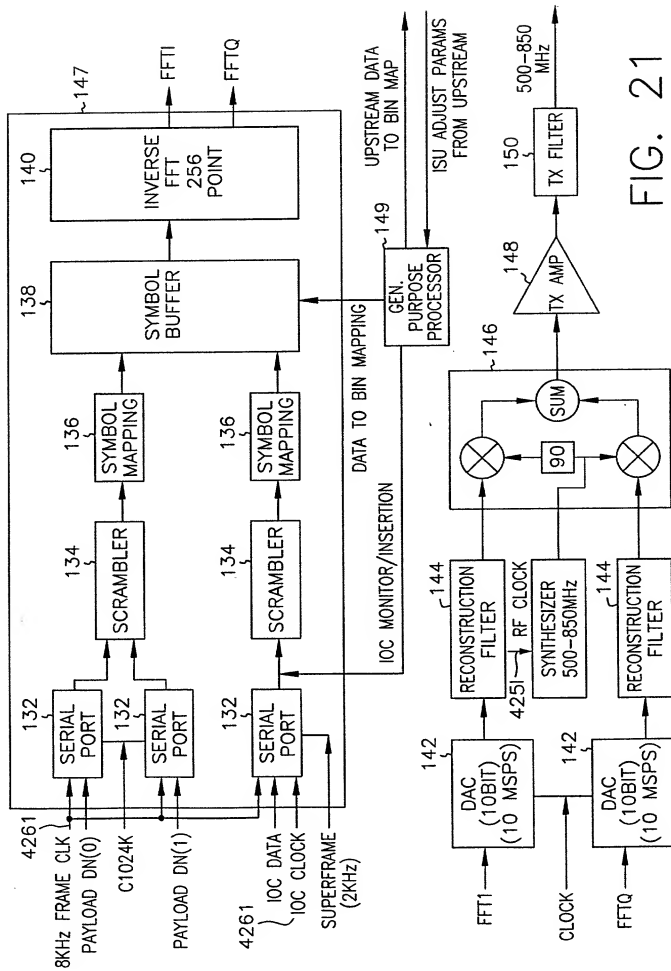 147
140
INVERSE
FFT
256
POINT
FFTI
FFTQ
138
SYMBOL
BUFFER
136
SYMBOL
MAPPING
136
SYMBOL
MAPPING
134
SCRAMBLER
134
SCRAMBLER
132
SERIAL
PORT
132
SERIAL
PORT
132
SERIAL
PORT
4261
8KHz FRAME CLK
PAYLOAD DN(0)
C1024K
PAYLOAD DN(1)
IOC DATA
4261
IOC CLOCK
SUPERFRAME
(2KHz)
DATA TO BIN MAPPING
IOC MONITOR/INSERTION
149
GEN.
PURPOSE
PROCESSOR
UPSTREAM DATA
TO BIN MAP
ISU ADJUST PARAMS
FROM UPSTREAM
FFT1
CLOCK
FFTQ
142
DAC
(10BIT)
(10 MSPS)
142
DAC
(10BIT)
(10 MSPS)
144
RECONSTRUCTION
FILTER
4251
RF CLOCK
SYNTHESIZER
500-850MHz
144
RECONSTRUCTION
FILTER
146
90
SUM
148
TX AMP
150
TX FILTER
500-850
MHz
FIG. 21